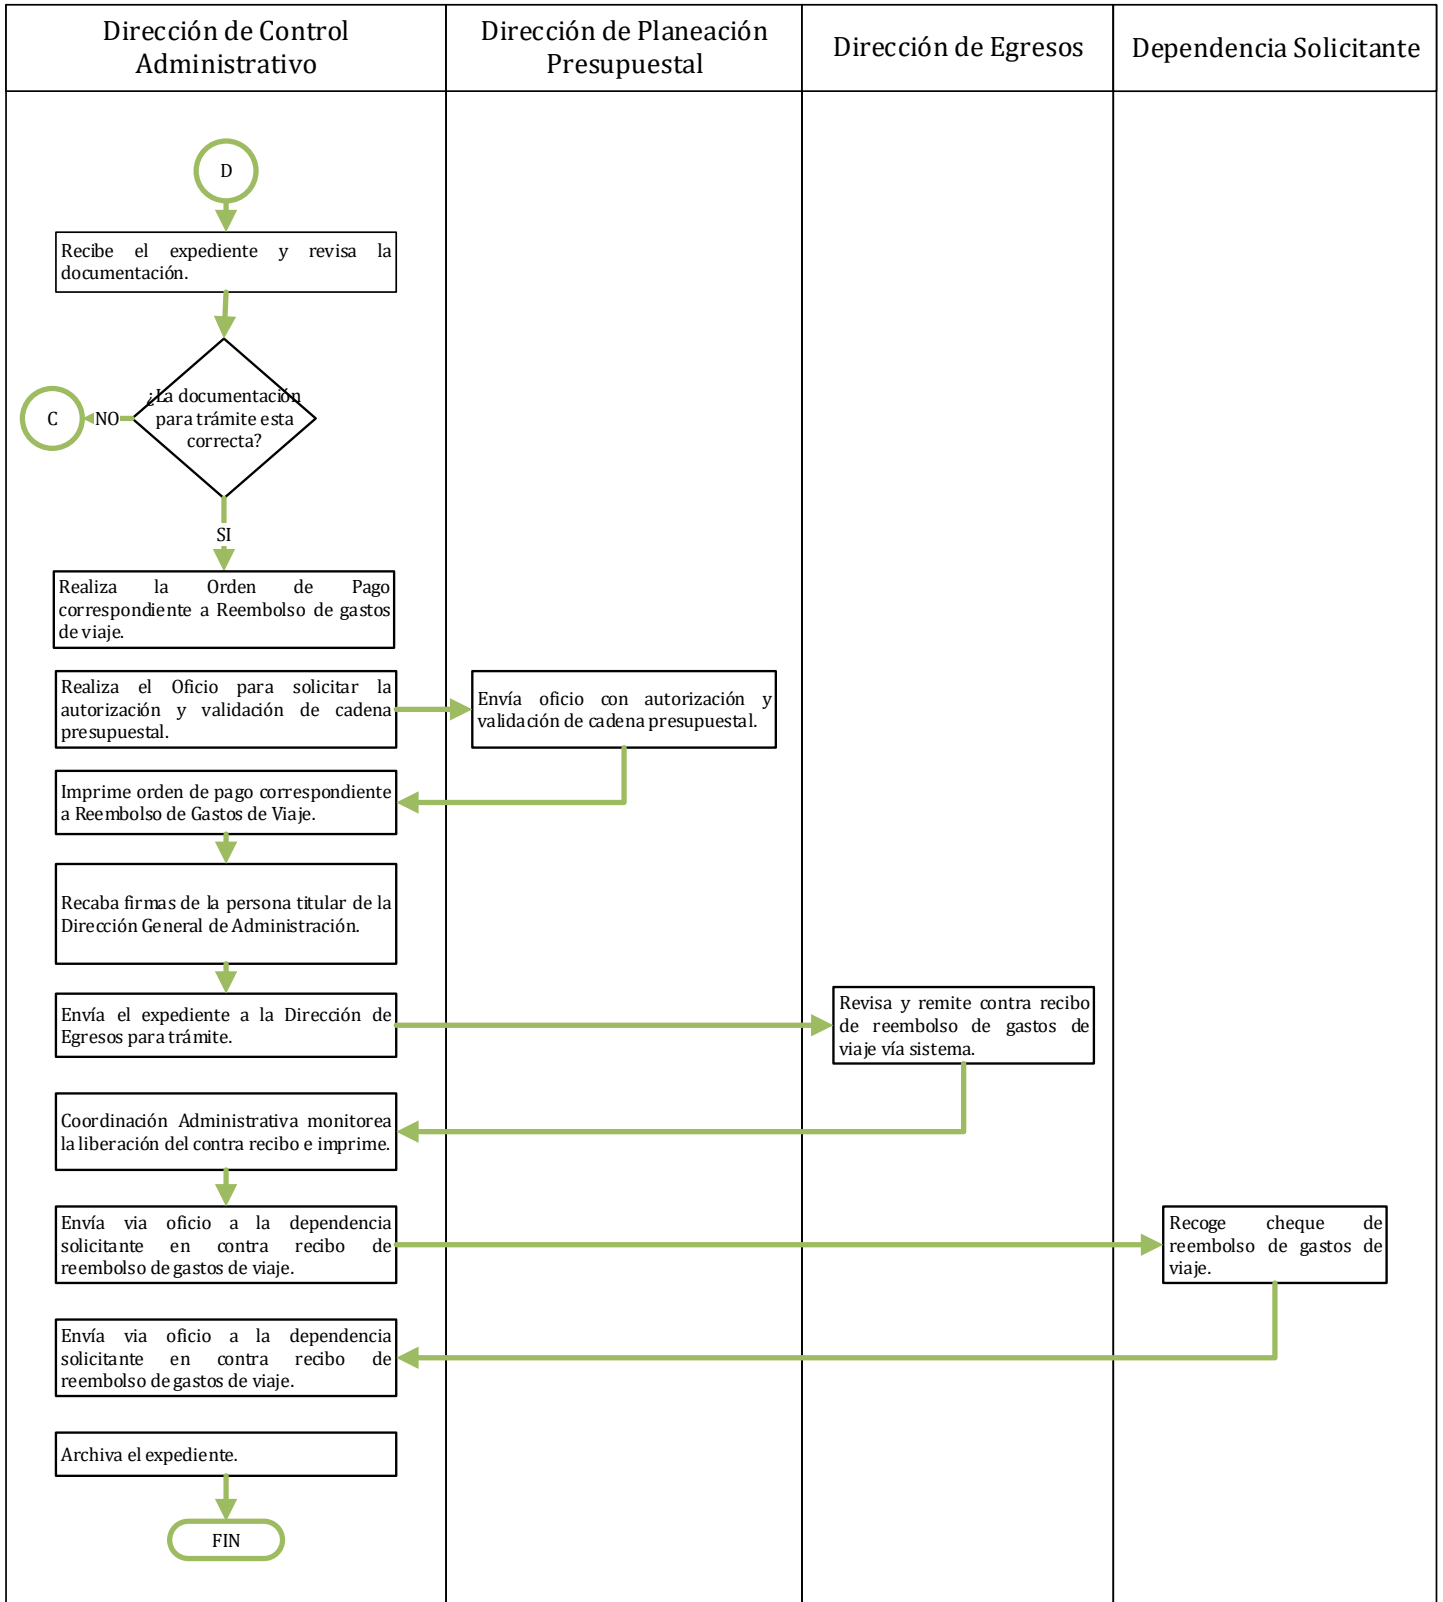 Dirección de Control
Administrativo
Dirección de Planeación
Presupuestal
Dirección de Egresos
Dependencia Solicitante
D
Recibe el expediente y revisa la
documentación.
¿La documentación
para trámite esta
correcta?
NO
C
SI
Realiza la Orden de Pago
correspondiente a Reembolso de gastos
de viaje.
Realiza el Oficio para solicitar la
autorización y validación de cadena
presupuestal.
Envía oficio con autorización y
validación de cadena presupuestal.
Imprime orden de pago correspondiente
a Reembolso de Gastos de Viaje.
Recaba firmas de la persona titular de la
Dirección General de Administración.
Envía el expediente a la Dirección de
Egresos para trámite.
Revisa y remite contra recibo
de reembolso de gastos de
viaje vía sistema.
Coordinación Administrativa monitorea
la liberación del contra recibo e imprime.
Envía via oficio a la dependencia
solicitante en contra recibo de
reembolso de gastos de viaje.
Recoge cheque de
reembolso de gastos de
viaje.
Envía via oficio a la dependencia
solicitante en contra recibo de
reembolso de gastos de viaje.
Archiva el expediente.
FIN